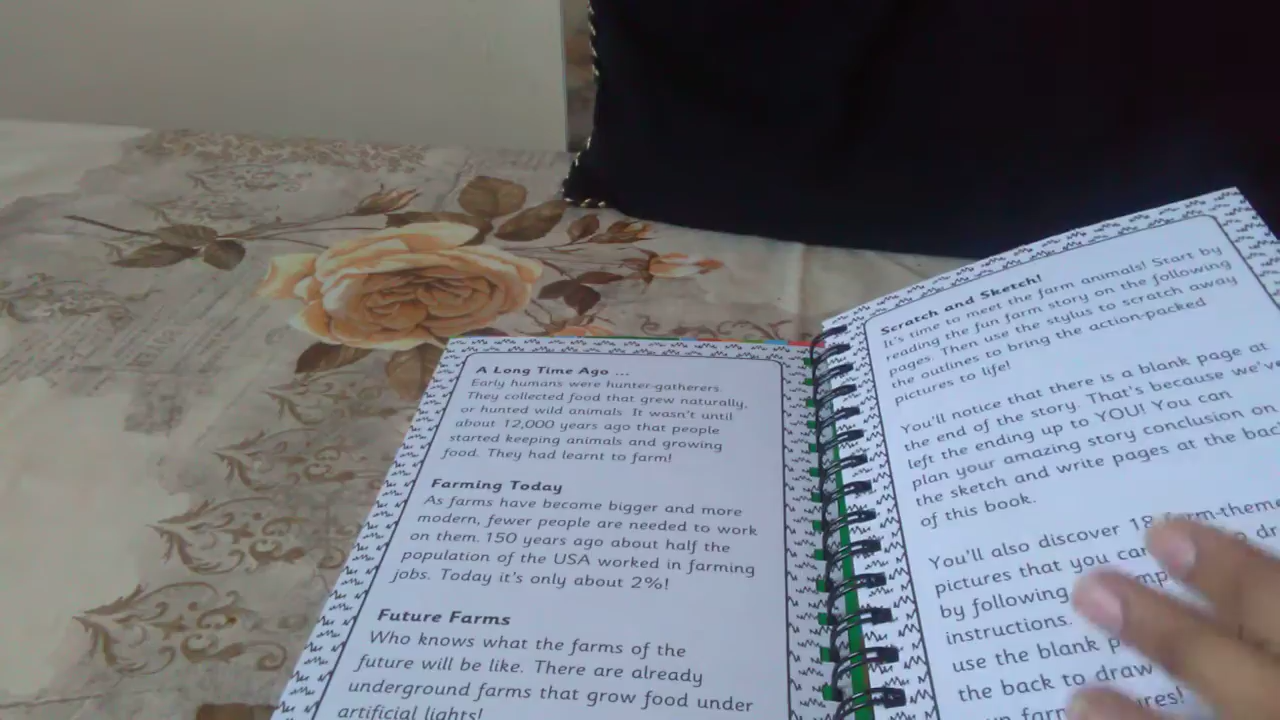 A Long Time Ago ...
Early humans were hunter-gatherers.
They collected food that grew naturally,
or hunted wild animals. It wasn't until
about 12,000 years ago that people
started keeping animals and growing
food. They had learnt to farm!
Farming Today
As farms have become bigger and more
modern, fewer people are needed to work
on them. 150 years ago about half the
population of the USA worked in farming
jobs. Today it's only about 2%!
Future Farms
Who knows what the farms of the
future will be like. There are already
underground farms that grow food under
artificial lights!
Scratch and Sketch!
It's time to meet the farm animals! Start by
reading the fun farm story on the following
pages. Then use the stylus to scratch away
the outlines to bring the action-packed
pictures to life!
You'll notice that there is a blank page at
the end of the story. That's because we've
left the ending up to YOU! You can
plan your amazing story conclusion on
the sketch and write pages at the back
of this book.
You'll also discover 18
pictures that you can
by following
instructions.
use the blank
the back to draw